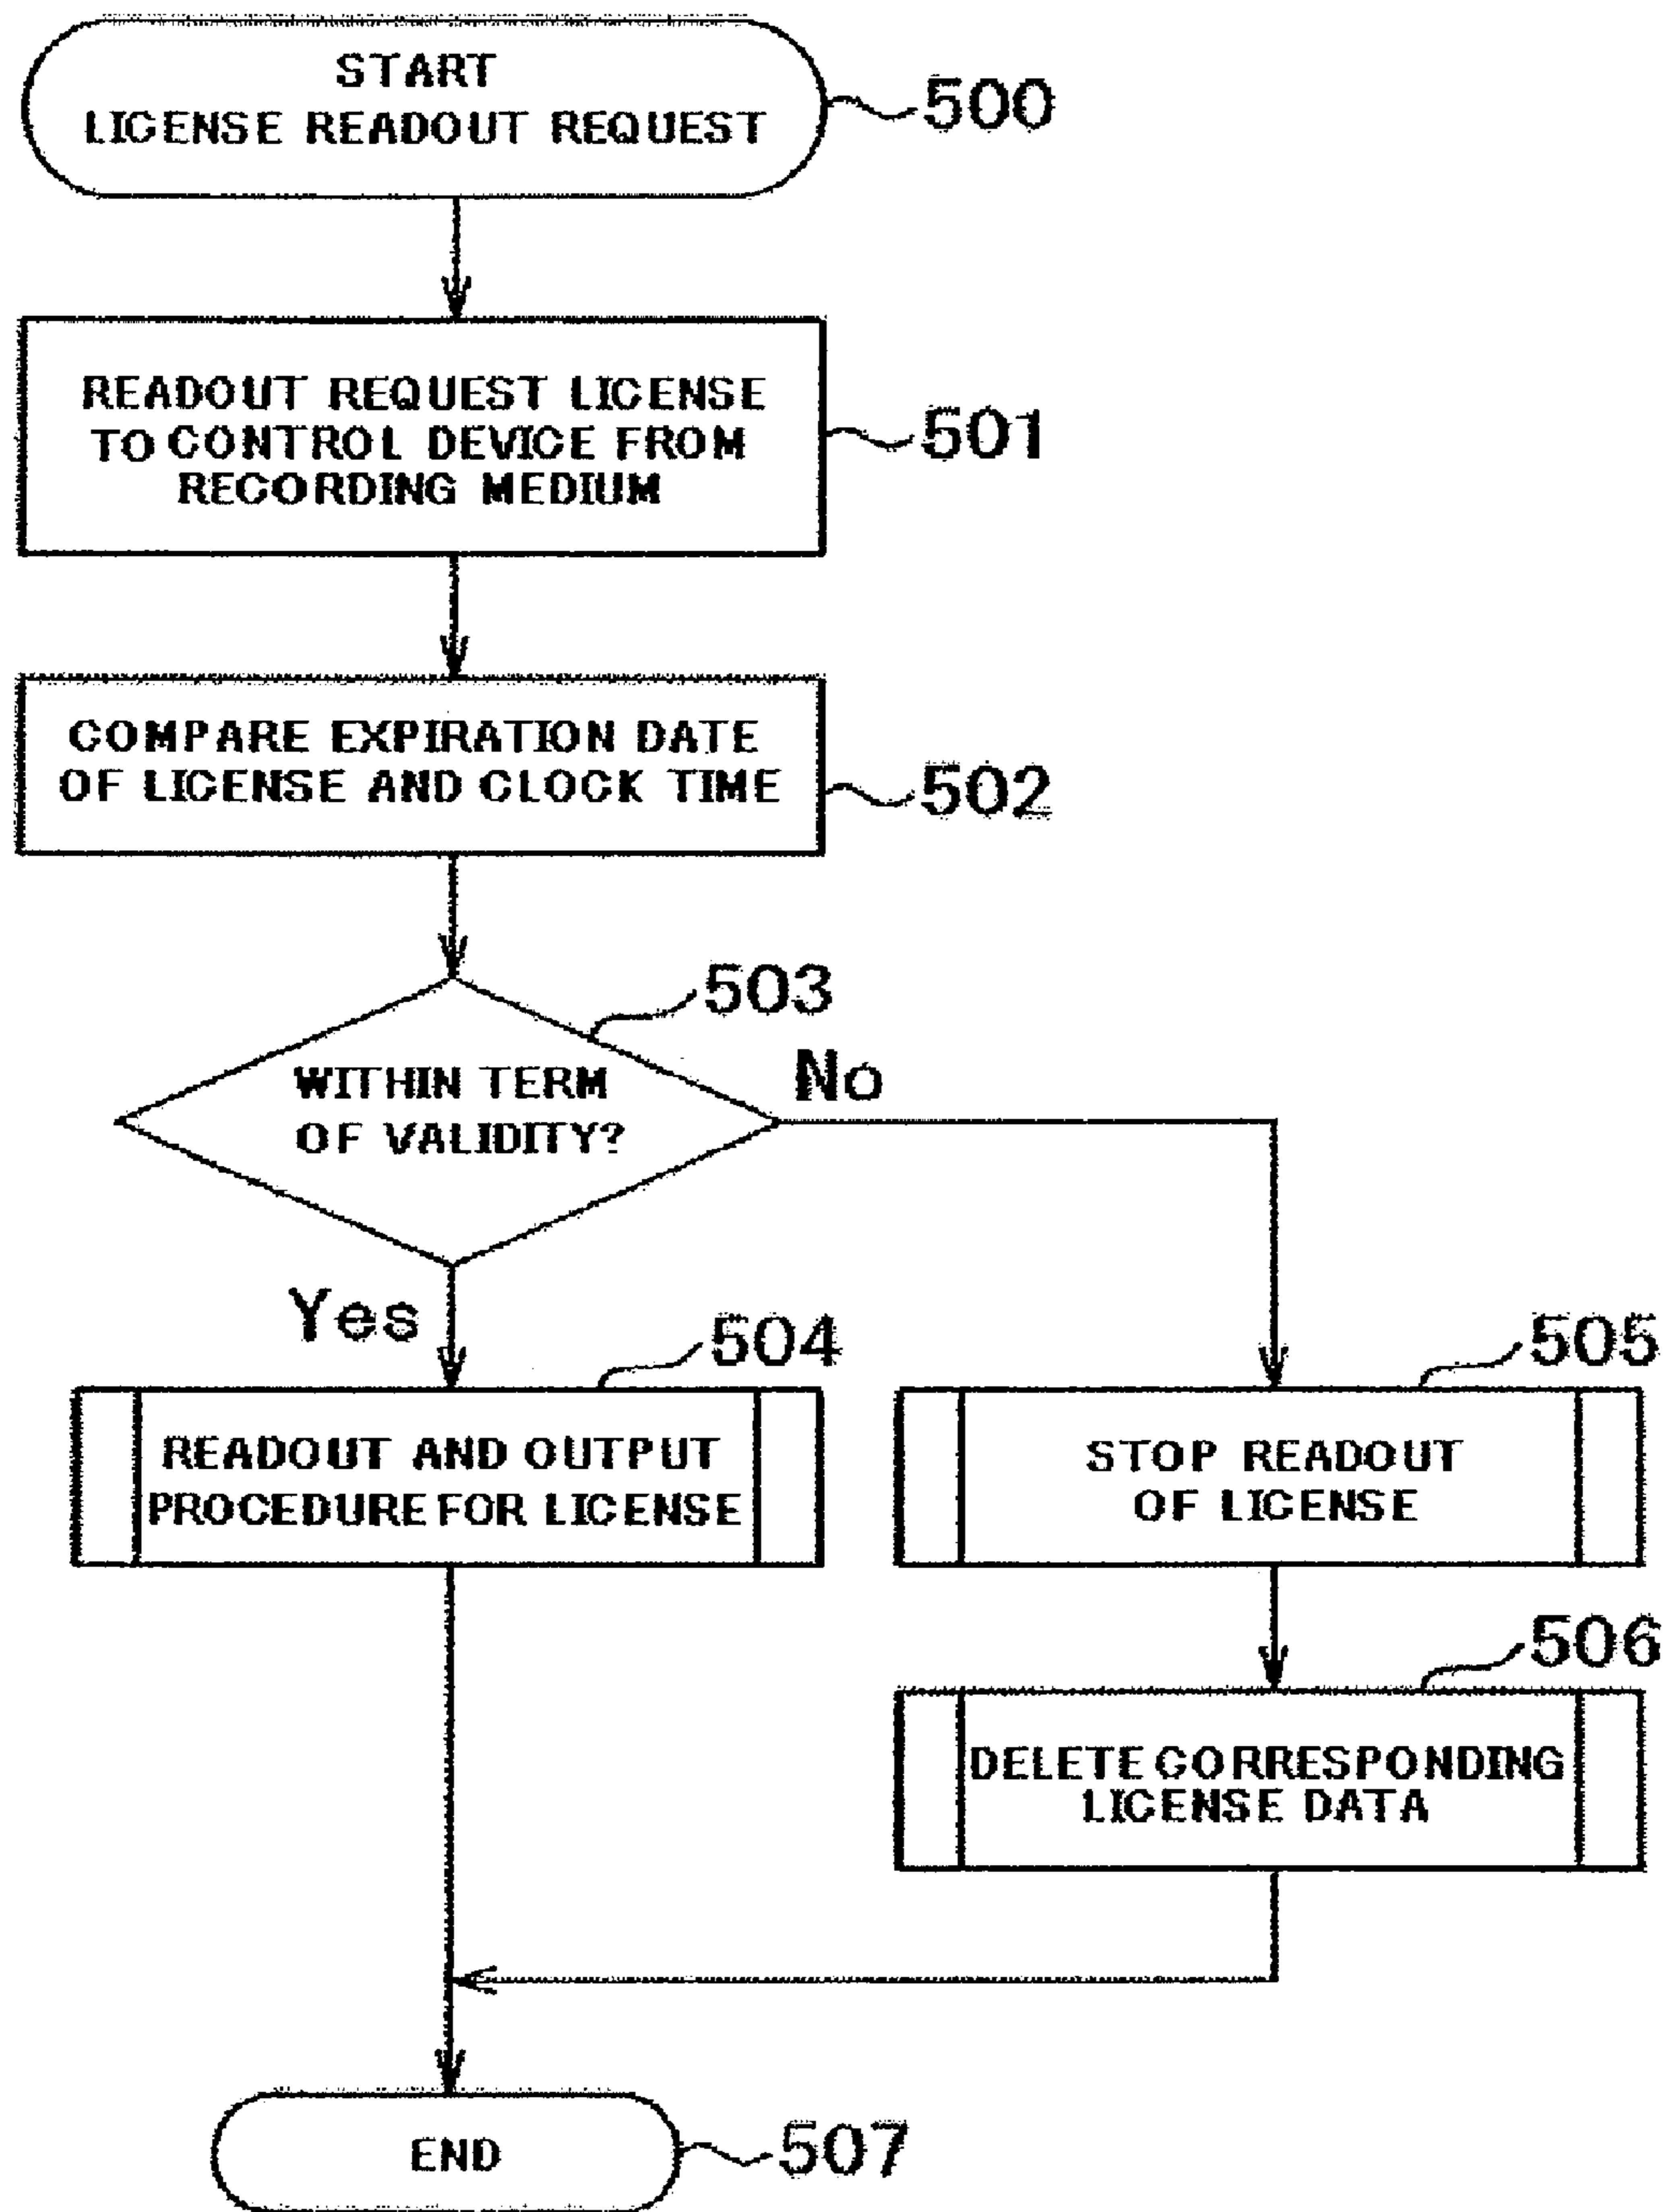 START
LICENSE READOUT REQUEST
500
READOUT REQUEST LICENSE
TO CONTROL DEVICE FROM
RECORDING MEDIUM
501
COMPARE EXPIRATION DATE
OF LICENSE AND CLOCK TIME
502
503
WITHIN TERM
OF VALIDITY?
No
Yes
504
READOUT AND OUTPUT
PROCEDURE FOR LICENSE
505
STOP READOUT
OF LICENSE
506
DELETE CORRESPONDING
LICENSE DATA
END
507